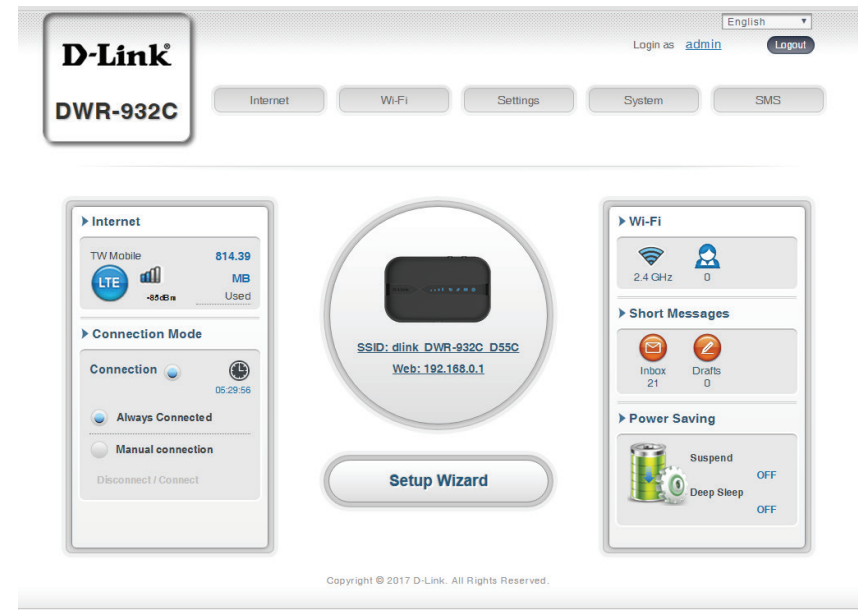 English
Login as admin Logout
D-Link®
DWR-932C
Internet Wi-Fi Settings System SMS
Internet
TW Mobile 814.39
LTE MB
-85dBm Used
Connection Mode
Connection
05:29:56
Always Connected
Manual connection
Disconnect / Connect
SSID: dlink_DWR-932C_D55C
Web: 192.168.0.1
Setup Wizard
Wi-Fi
2.4 GHz 0
Short Messages
Inbox Drafts
21 0
Power Saving
Suspend
OFF
Deep Sleep
OFF
Copyright © 2017 D-Link. All Rights Reserved.